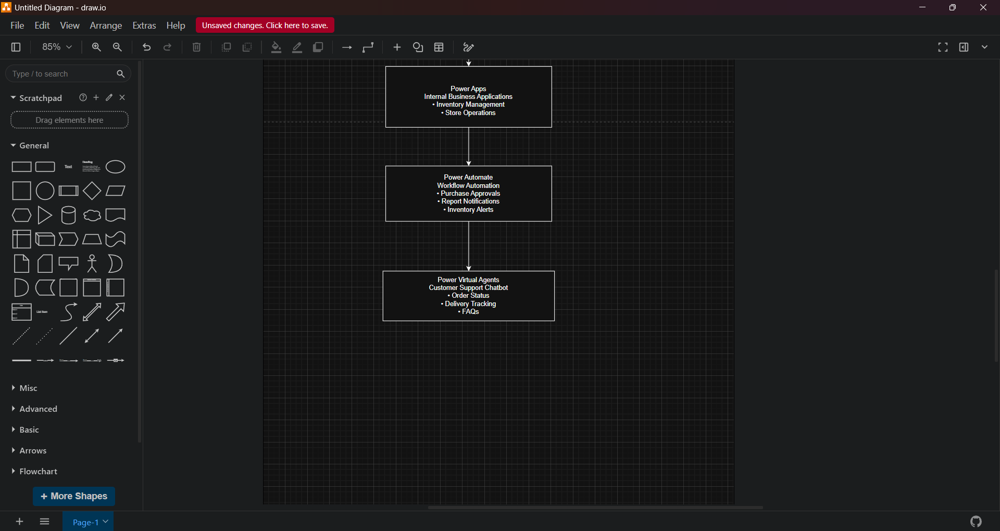 Untitled Diagram - draw.io
File Edit View Arrange Extras Help Unsaved changes. Click here to save.
85%
Type / to search
Scratchpad
Drag elements here
General
Text
Heading
List Item
Misc
Advanced
Basic
Arrows
Flowchart
+ More Shapes
Power Apps
Internal Business Applications
• Inventory Management
• Store Operations
Power Automate
Workflow Automation
• Purchase Approvals
• Report Notifications
• Inventory Alerts
Power Virtual Agents
Customer Support Chatbot
• Order Status
• Delivery Tracking
• FAQs
Page-1